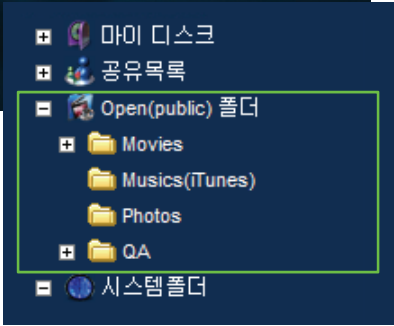 마이 디스크
공유목록
Open(public) 폴더
Movies
Musics(iTunes)
Photos
QA
시스템폴더